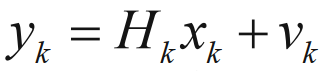 y_k = H_k x_k + v_k